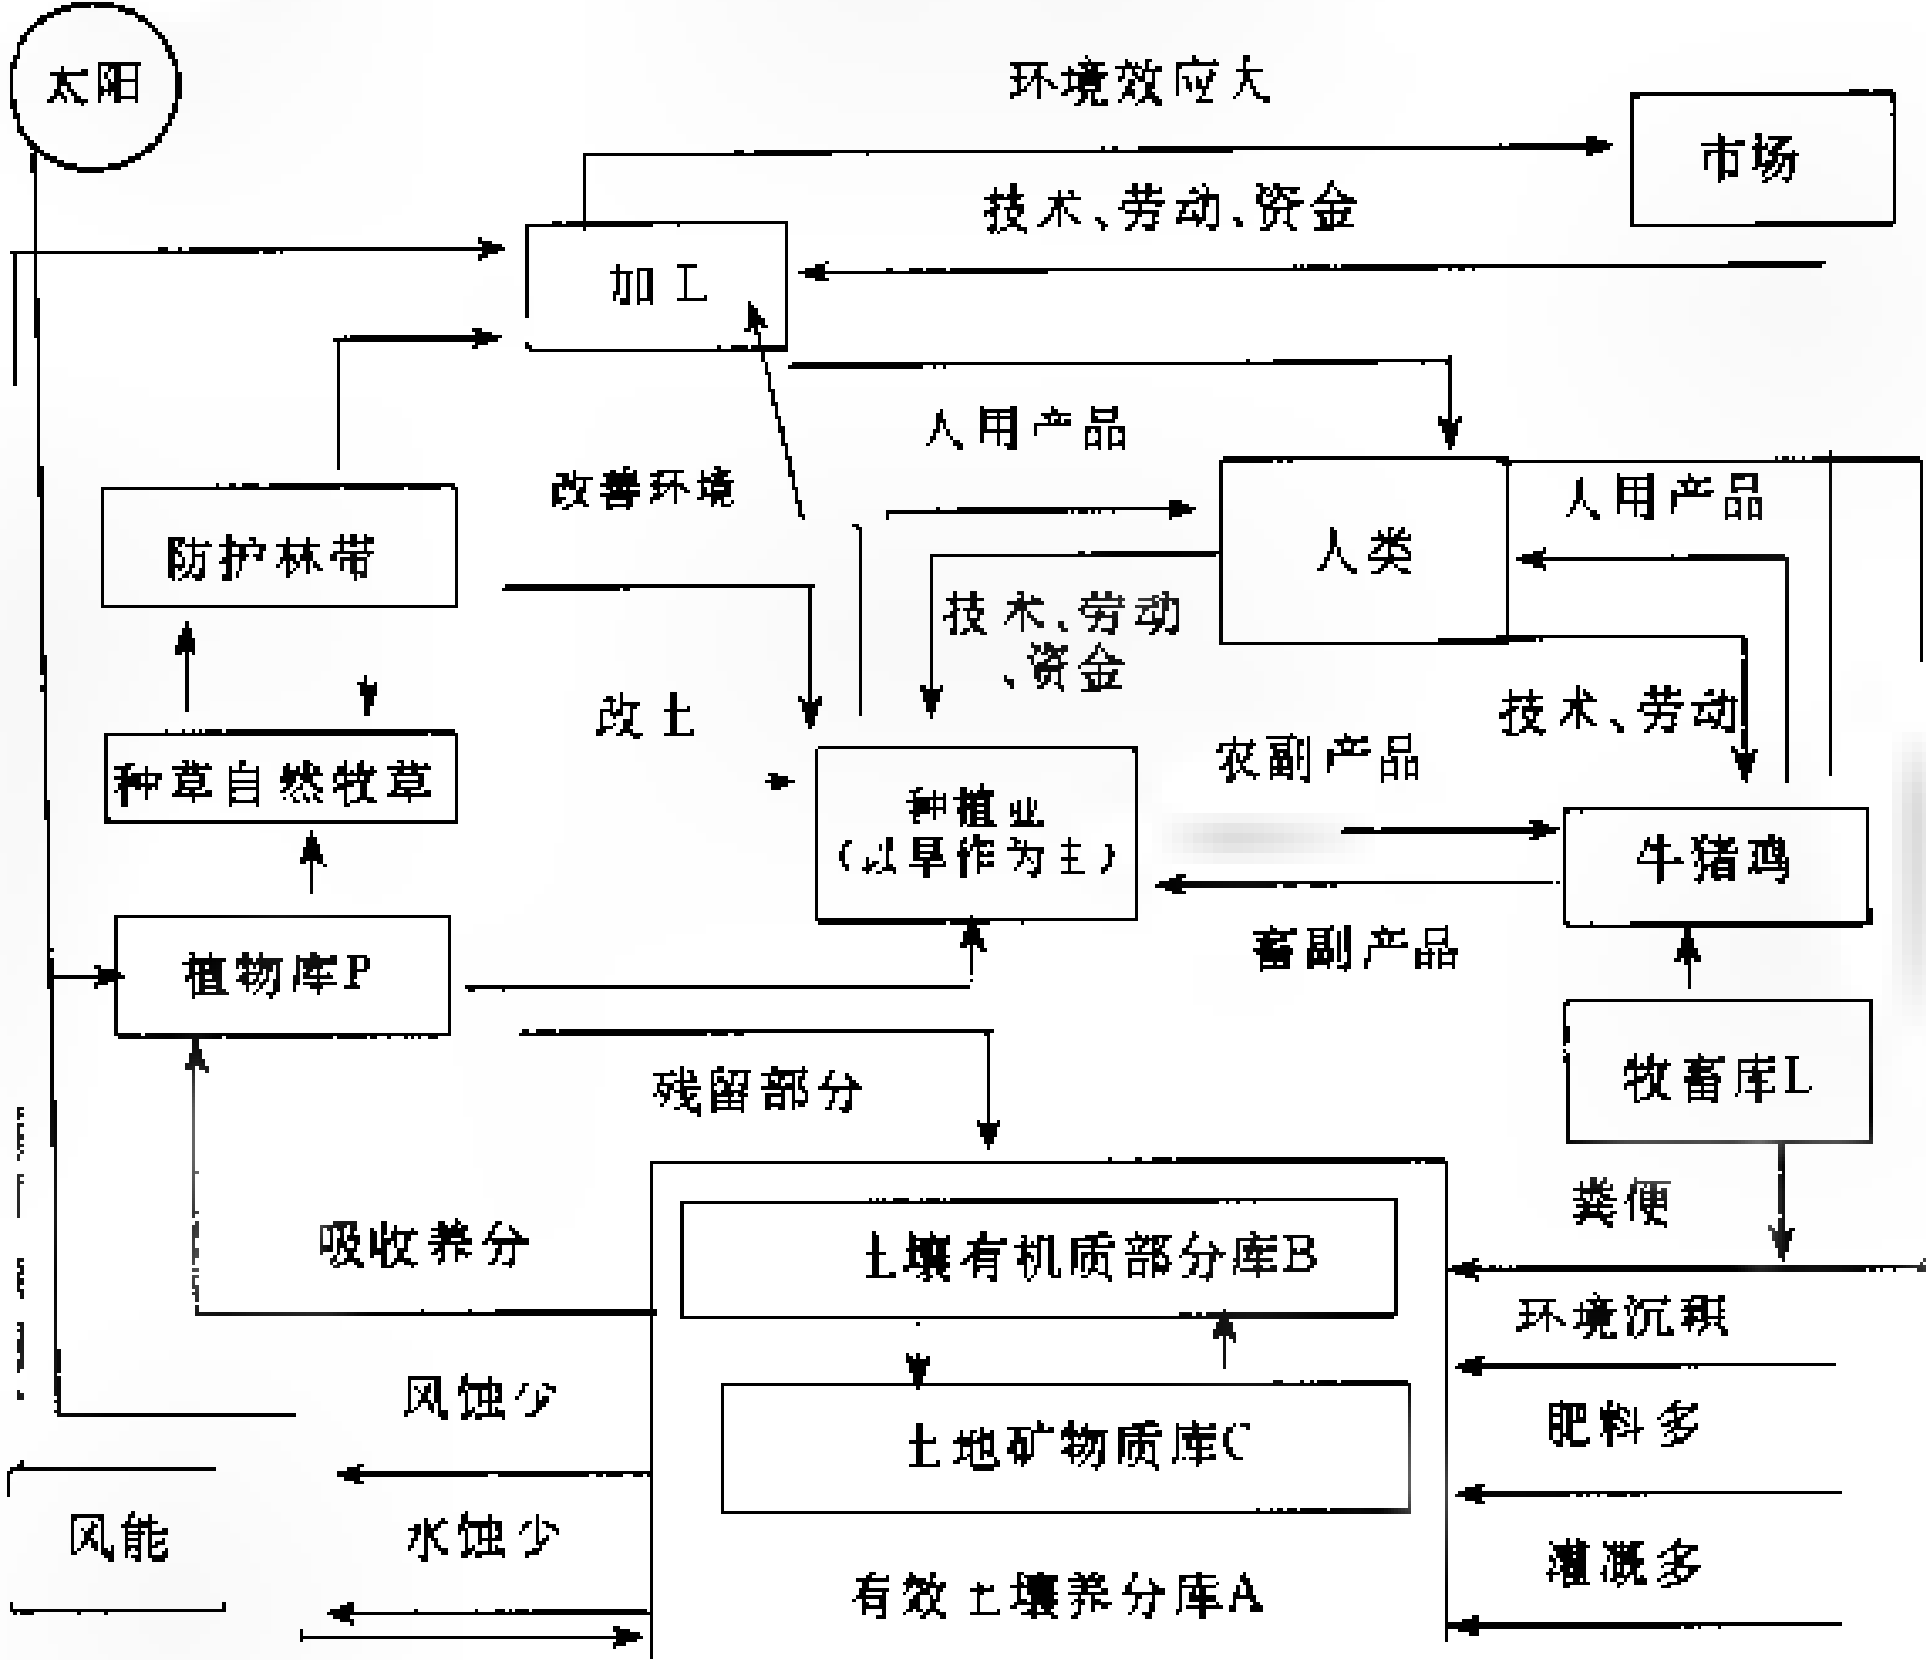 太阳
环境效应大
市场
技术、劳动、资金
加工
人用产品
改善环境
人用产品
防护林带
人类
技术、劳动
、资金
改土
技术、劳动
种草自然牧草
农副产品
种植业
(以旱作为主)
牛猪鸡
植物库P
畜副产品
牧畜库L
残留部分
粪便
吸收养分
土壤有机质部分库B
环境沉积
风蚀少
土地矿物质库C
肥料多
风能
水蚀少
灌溉多
有效土壤养分库A